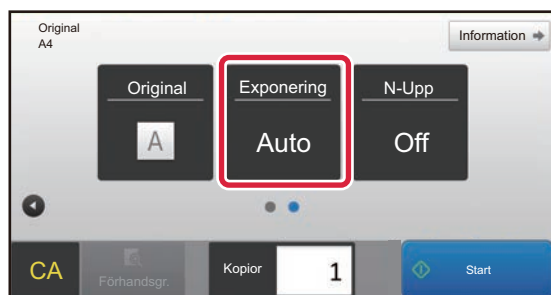 Original
A4
Information
Original
Exponering
N-Upp
A
Auto
Off
CA
Förhandsgr.
Kopior
1
Start